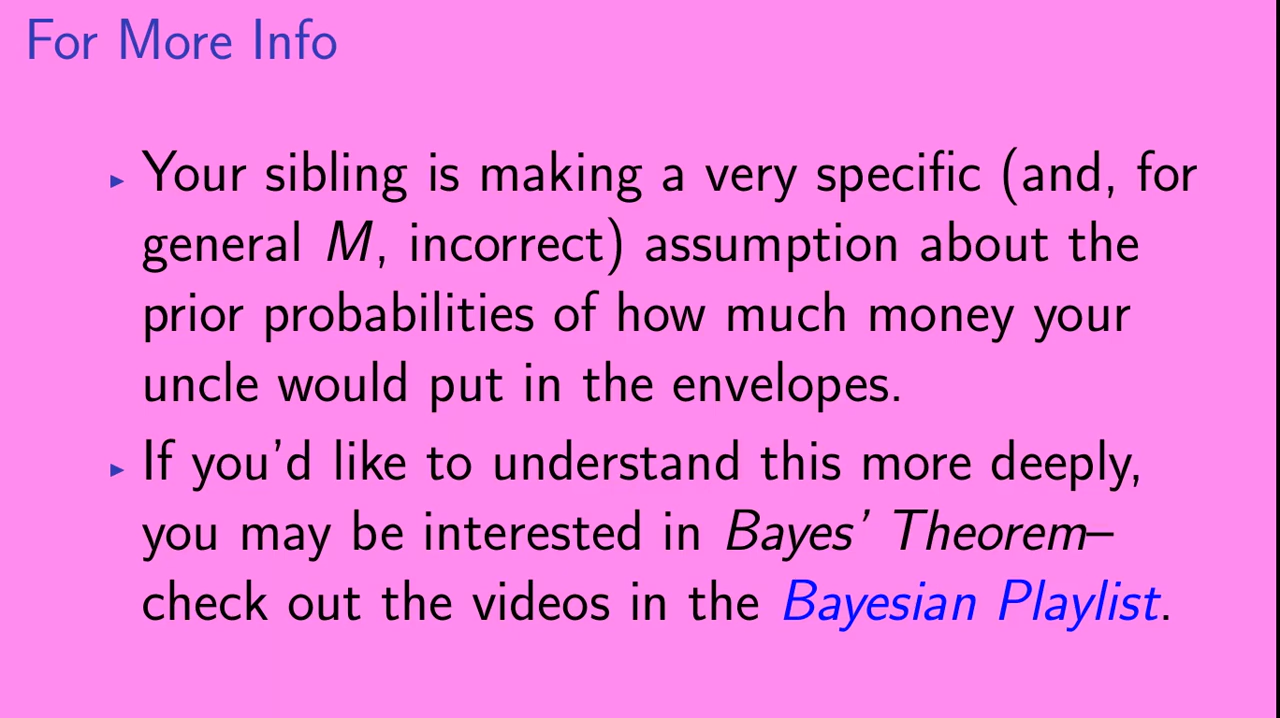 For More Info
Your sibling is making a very specific (and, for
general M, incorrect) assumption about the
prior probabilities of how much money your
uncle would put in the envelopes.
If you'd like to understand this more deeply,
you may be interested in Bayes' Theorem–
check out the videos in the Bayesian Playlist.